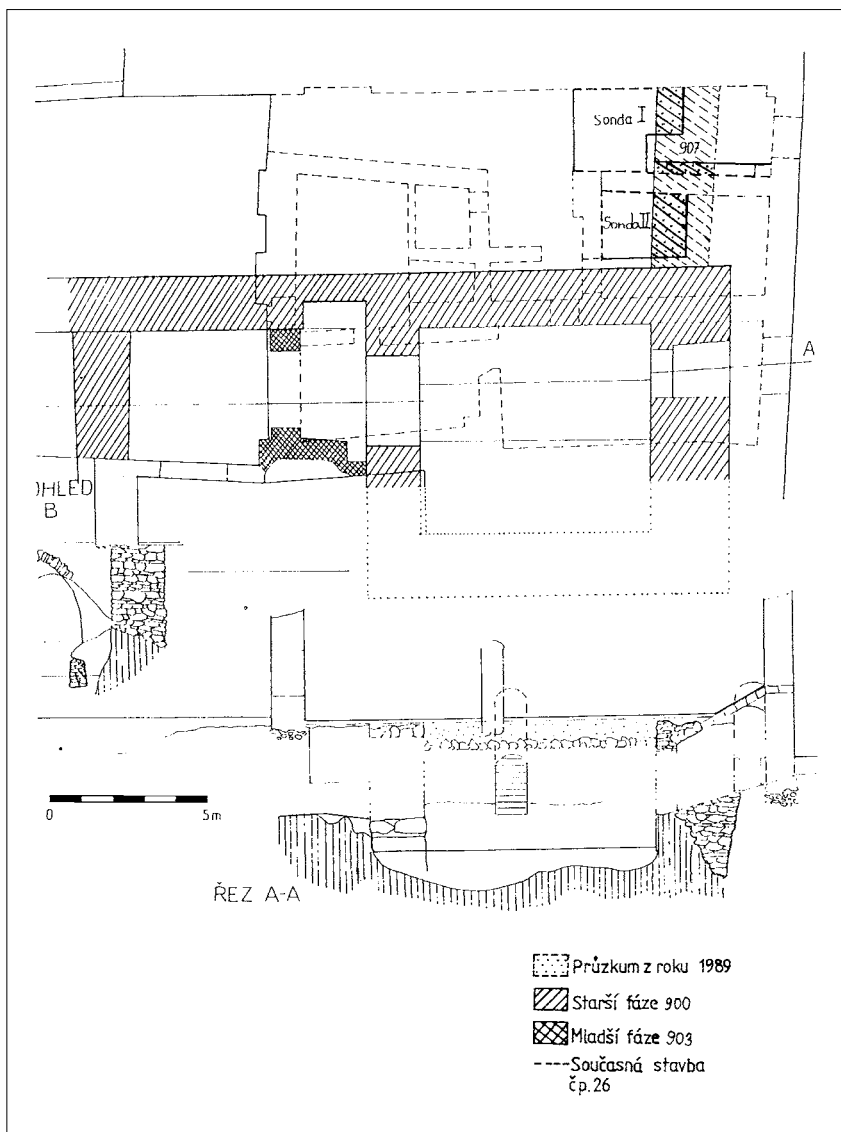 Sonda I
907
Sonda II
A
OHLED
B
0 5m
ŘEZ A-A
Průzkum z roku 1989
Starší fáze 900
Mladší fáze 903
Současná stavba
čp. 26